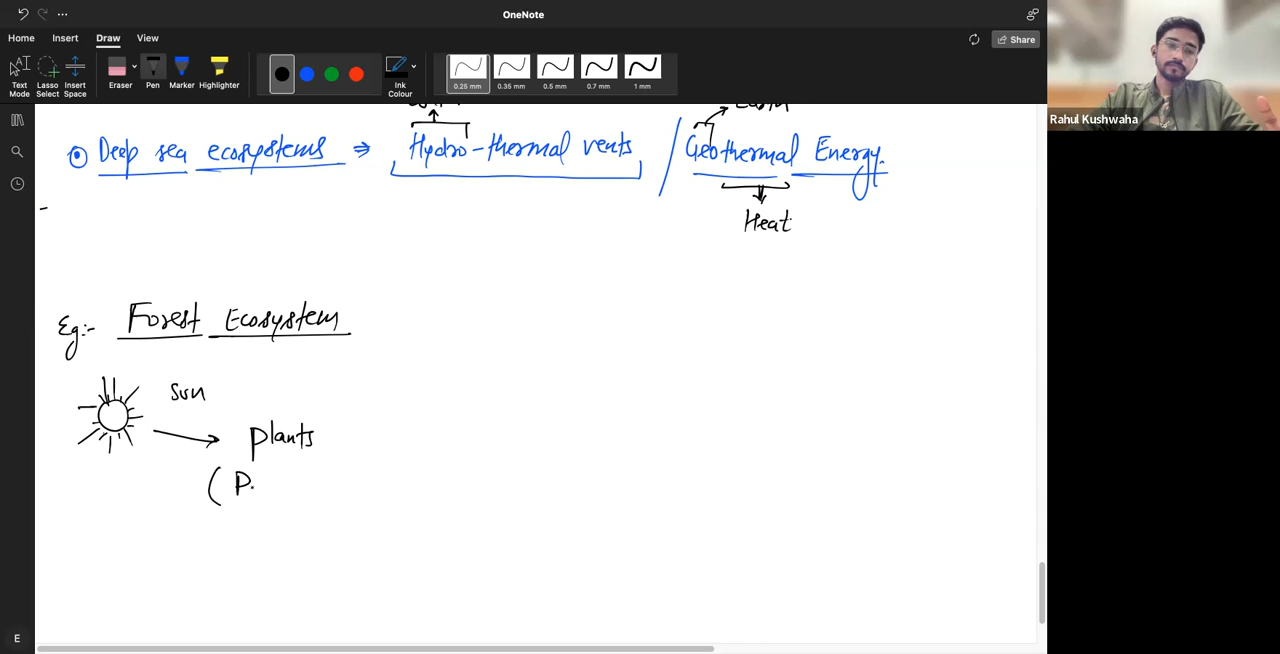 OneNote
Home Insert Draw View
Share
Text Mode
Lasso Select
Insert Space
Eraser
Pen
Marker
Highlighter
Ink Colour
0.25 mm
0.35 mm
0.5 mm
0.7 mm
1 mm
Rahul Kushwaha
Deep sea ecosystems ⇒ Hydro-thermal vents / Geothermal Energy.
Heat
Eg:- Forest Ecosystem
sun
→ plants
( P.
E